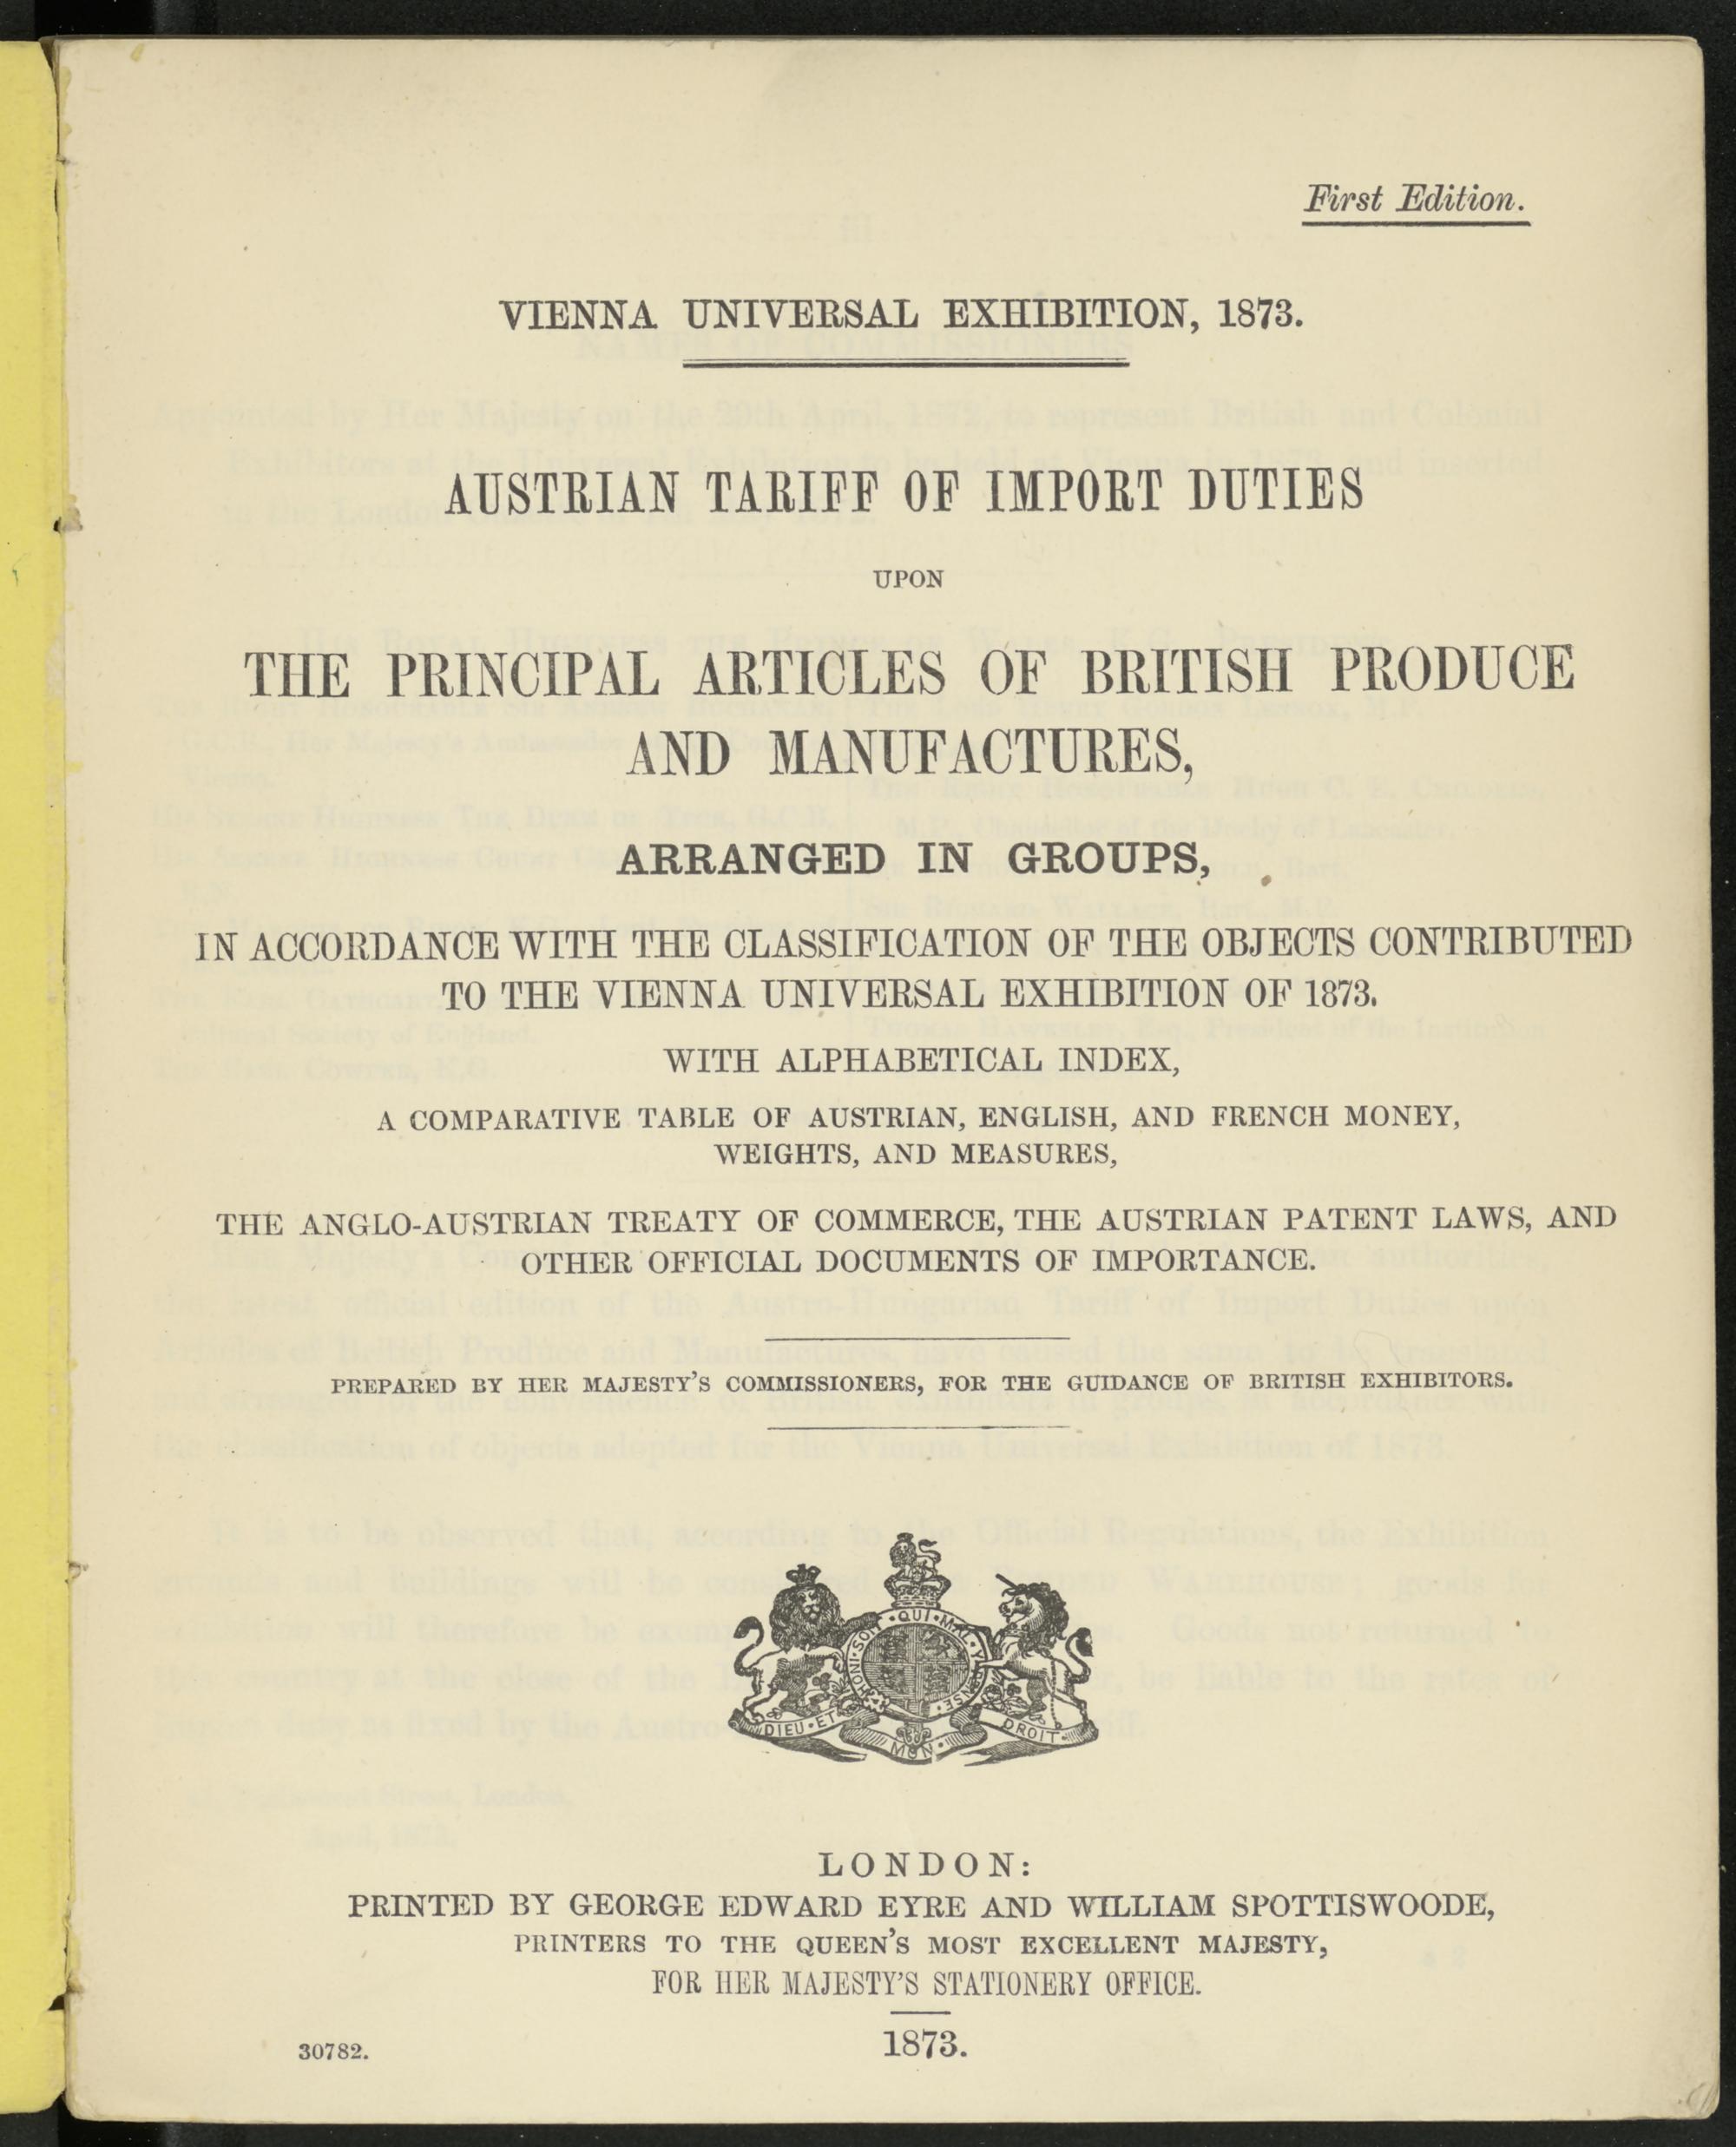 First Edition.
VIENNA UNIVERSAL EXHIBITION, 1873.
AUSTRIAN TARIFF OF IMPORT DUTIES
UPON
THE PRINCIPAL ARTICLES OF BRITISH PRODUCE
AND MANUFACTURES,
ARRANGED IN GROUPS,
IN ACCORDANCE WITH THE CLASSIFICATION OF THE OBJECTS CONTRIBUTED
TO THE VIENNA UNIVERSAL EXHIBITION OF 1873.
WITH ALPHABETICAL INDEX,
A COMPARATIVE TABLE OF AUSTRIAN, ENGLISH, AND FRENCH MONEY,
WEIGHTS, AND MEASURES,
THE ANGLO-AUSTRIAN TREATY OF COMMERCE, THE AUSTRIAN PATENT LAWS, AND
OTHER OFFICIAL DOCUMENTS OF IMPORTANCE.
PREPARED BY HER MAJESTY'S COMMISSIONERS, FOR THE GUIDANCE OF BRITISH EXHIBITORS.
HONI·SOIT·QUI·MAL·Y·PENSE·
DIEU·ET·MON·DROIT·
LONDON:
PRINTED BY GEORGE EDWARD EYRE AND WILLIAM SPOTTISWOODE,
PRINTERS TO THE QUEEN'S MOST EXCELLENT MAJESTY,
FOR HER MAJESTY'S STATIONERY OFFICE.
1873.
30782.